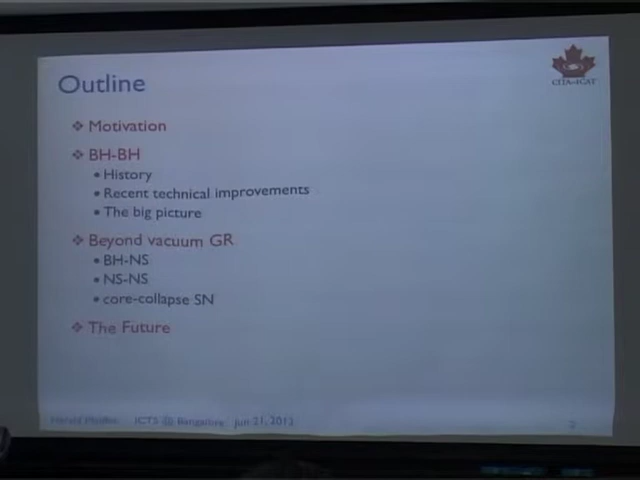 Outline
CITA-ICAT
❖ Motivation
❖ BH-BH
• History
• Recent technical improvements
• The big picture
❖ Beyond vacuum GR
• BH-NS
• NS-NS
• core-collapse SN
❖ The Future
ICTS @ Bangalore, Jun 21, 2013
2